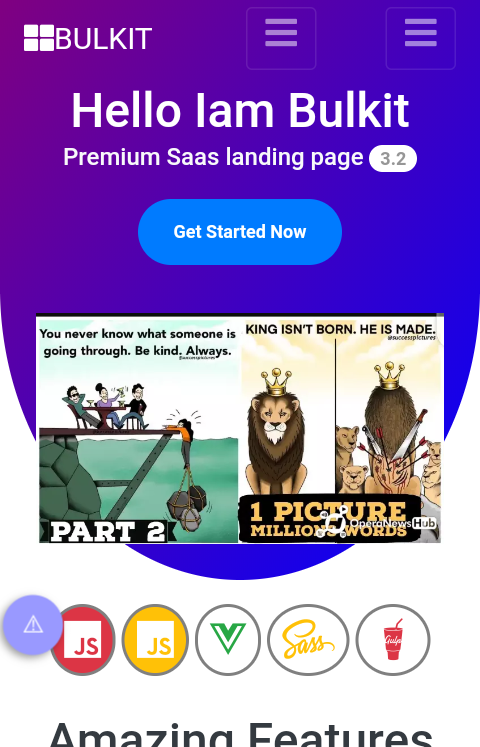 BULKIT
Hello Iam Bulkit
Premium Saas landing page 3.2
Get Started Now
You never know what someone is
going through. Be kind. Always.
@successpictures
KING ISN'T BORN. HE IS MADE.
@successpictures
PART 2
1 PICTURE
MILLIONS WORDS
OperaNews Hub
JS
JS
Sass
Gulp
Amazing Features